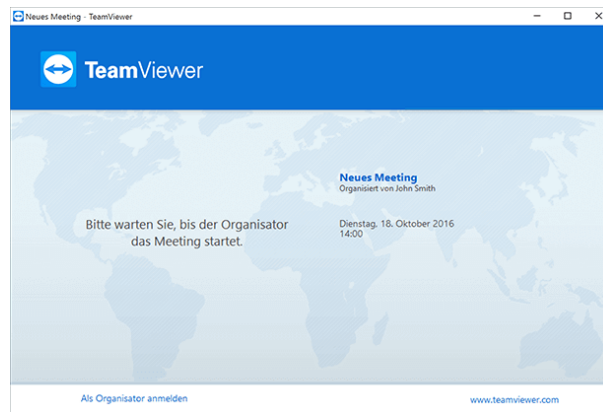 Neues Meeting - TeamViewer
TeamViewer
Neues Meeting
Organisiert von John Smith
Bitte warten Sie, bis der Organisator
das Meeting startet.
Dienstag, 18. Oktober 2016
14:00
Als Organisator anmelden
www.teamviewer.com